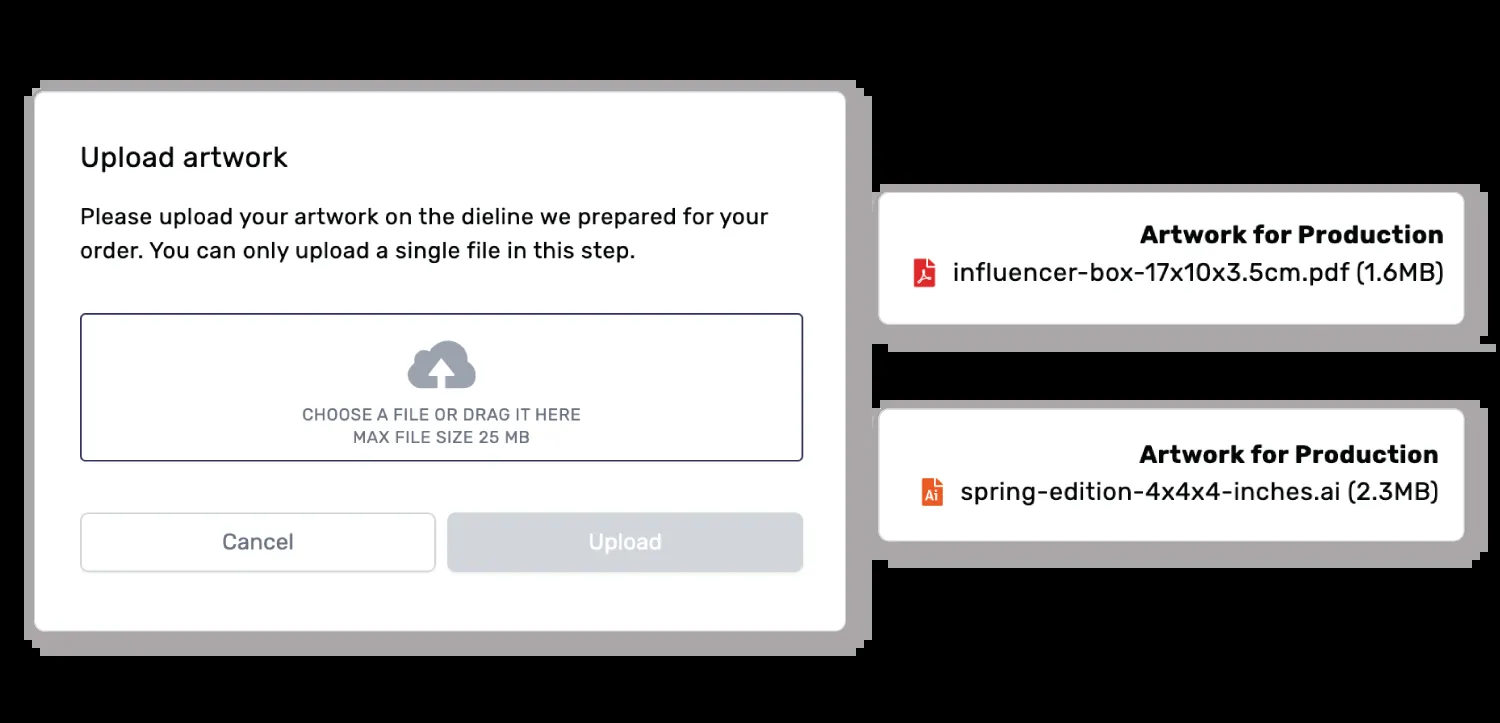 Upload artwork
Please upload your artwork on the dieline we prepared for your
order. You can only upload a single file in this step.
CHOOSE A FILE OR DRAG IT HERE
MAX FILE SIZE 25 MB
Cancel
Upload
Artwork for Production
influencer-box-17x10x3.5cm.pdf (1.6MB)
Artwork for Production
Ai
spring-edition-4x4x4-inches.ai (2.3MB)